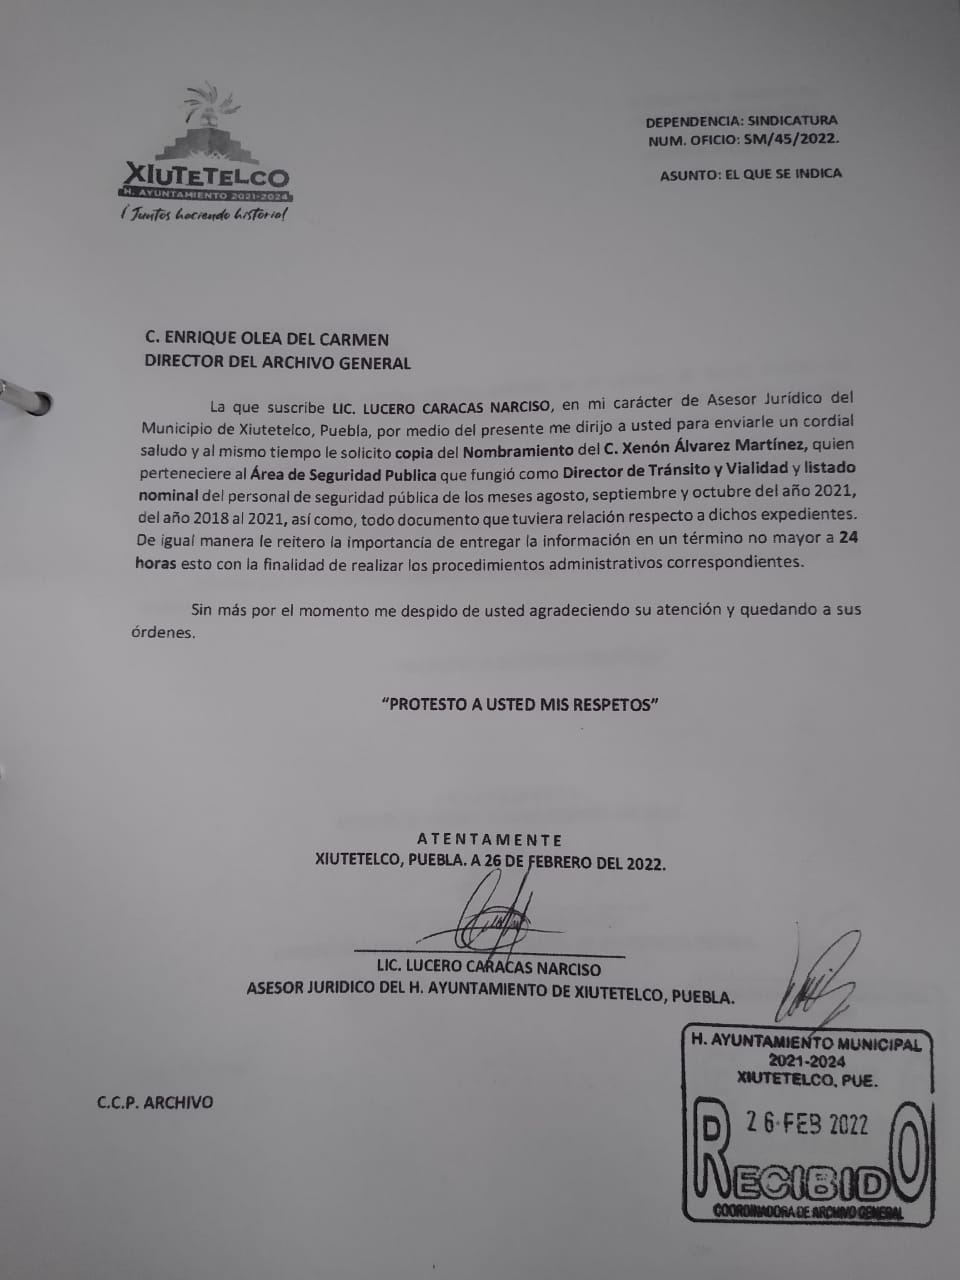 XIUTETELCO
H. AYUNTAMIENTO 2021-2024
¡Juntos haciendo historia!
DEPENDENCIA: SINDICATURA
NUM. OFICIO: SM/45/2022.
ASUNTO: EL QUE SE INDICA
C. ENRIQUE OLEA DEL CARMEN
DIRECTOR DEL ARCHIVO GENERAL
La que suscribe LIC. LUCERO CARACAS NARCISO, en mi carácter de Asesor Jurídico del
Municipio de Xiutetelco, Puebla, por medio del presente me dirijo a usted para enviarle un cordial
saludo y al mismo tiempo le solicito copia del Nombramiento del C. Xenón Álvarez Martínez, quien
perteneciere al Área de Seguridad Publica que fungió como Director de Tránsito y Vialidad y listado
nominal del personal de seguridad pública de los meses agosto, septiembre y octubre del año 2021,
del año 2018 al 2021, así como, todo documento que tuviera relación respecto a dichos expedientes.
De igual manera le reitero la importancia de entregar la información en un término no mayor a 24
horas esto con la finalidad de realizar los procedimientos administrativos correspondientes.
Sin más por el momento me despido de usted agradeciendo su atención y quedando a sus
órdenes.
“PROTESTO A USTED MIS RESPETOS”
ATENTAMENTE
XIUTETELCO, PUEBLA. A 26 DE FEBRERO DEL 2022.
LIC. LUCERO CARACAS NARCISO
ASESOR JURIDICO DEL H. AYUNTAMIENTO DE XIUTETELCO, PUEBLA.
C.C.P. ARCHIVO
H. AYUNTAMIENTO MUNICIPAL
2021-2024
XIUTETELCO, PUE.
26 FEB 2022
RECIBIDO
COORDINADORA DE ARCHIVO GENERAL